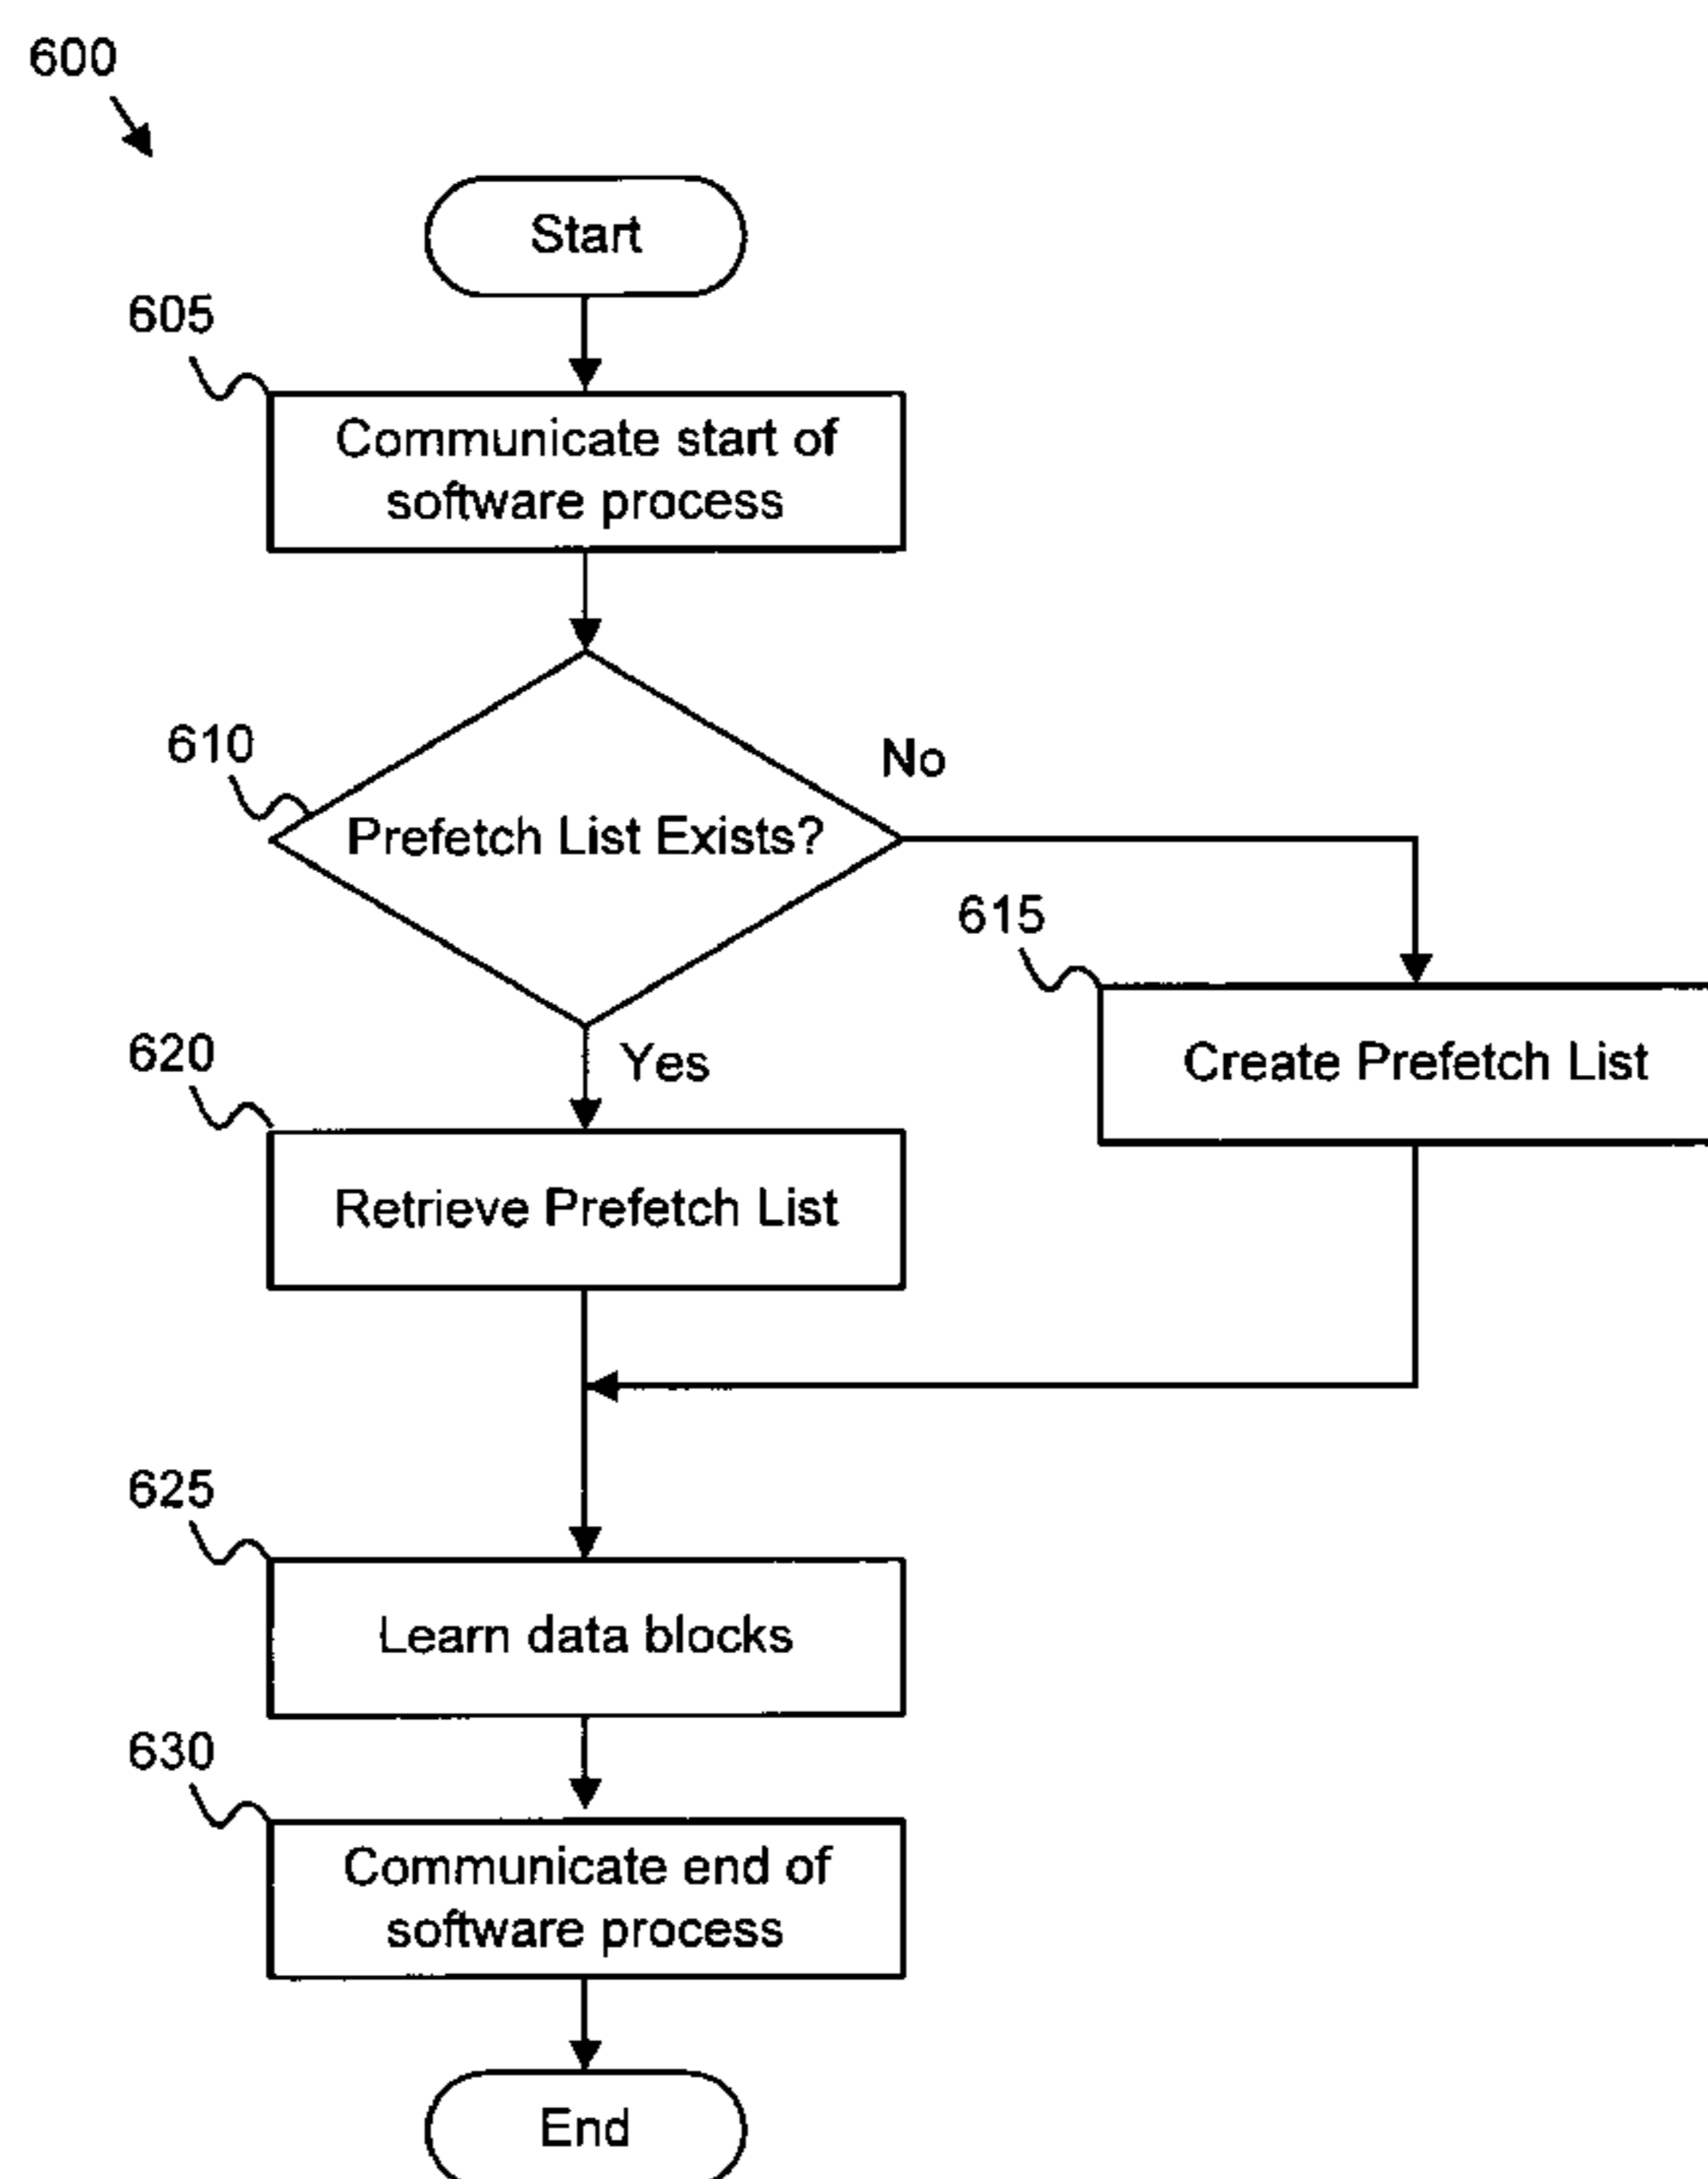 600
Start
605
Communicate start of
software process
610
Prefetch List Exists?
No
615
Create Prefetch List
Yes
620
Retrieve Prefetch List
625
Learn data blocks
630
Communicate end of
software process
End